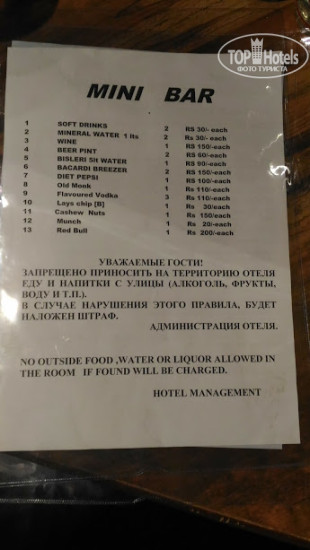 TOP Hotels
ФОТО ТУРИСТА
MINI BAR
1 SOFT DRINKS 2 RS 30/- each
2 MINERAL WATER 1 lts 2 Rs 30/- each
3 WINE 1 RS 150/-each
4 BEER PINT 2 RS 60/-each
5 BISLERI 5lt WATER 1 RS 90/-each
6 BACARDI BREEZER 2 Rs 150/-each
7 DIET PEPSI 1 RS 100/-each
8 Old Monk 1 Rs 110/-each
9 Flavoured Vodka 3 Rs 110/-each
10 Lays chip [B] 1 Rs 30/each
11 Cashew Nuts 1 Rs 150/each
12 Munch 1 Rs 20/-each
13 Red Bull 1 Rs 200/-each
УВАЖАЕМЫЕ ГОСТИ!
ЗАПРЕЩЕНО ПРИНОСИТЬ НА ТЕРРИТОРИЮ ОТЕЛЯ
ЕДУ И НАПИТКИ С УЛИЦЫ (АЛКОГОЛЬ, ФРУКТЫ,
ВОДУ И Т.П.).
В СЛУЧАЕ НАРУШЕНИЯ ЭТОГО ПРАВИЛА, БУДЕТ
НАЛОЖЕН ШТРАФ.
АДМИНИСТРАЦИЯ ОТЕЛЯ.
NO OUTSIDE FOOD ,WATER OR LIQUOR ALLOWED IN
THE ROOM IF FOUND WILL BE CHARGED.
HOTEL MANAGEMENT